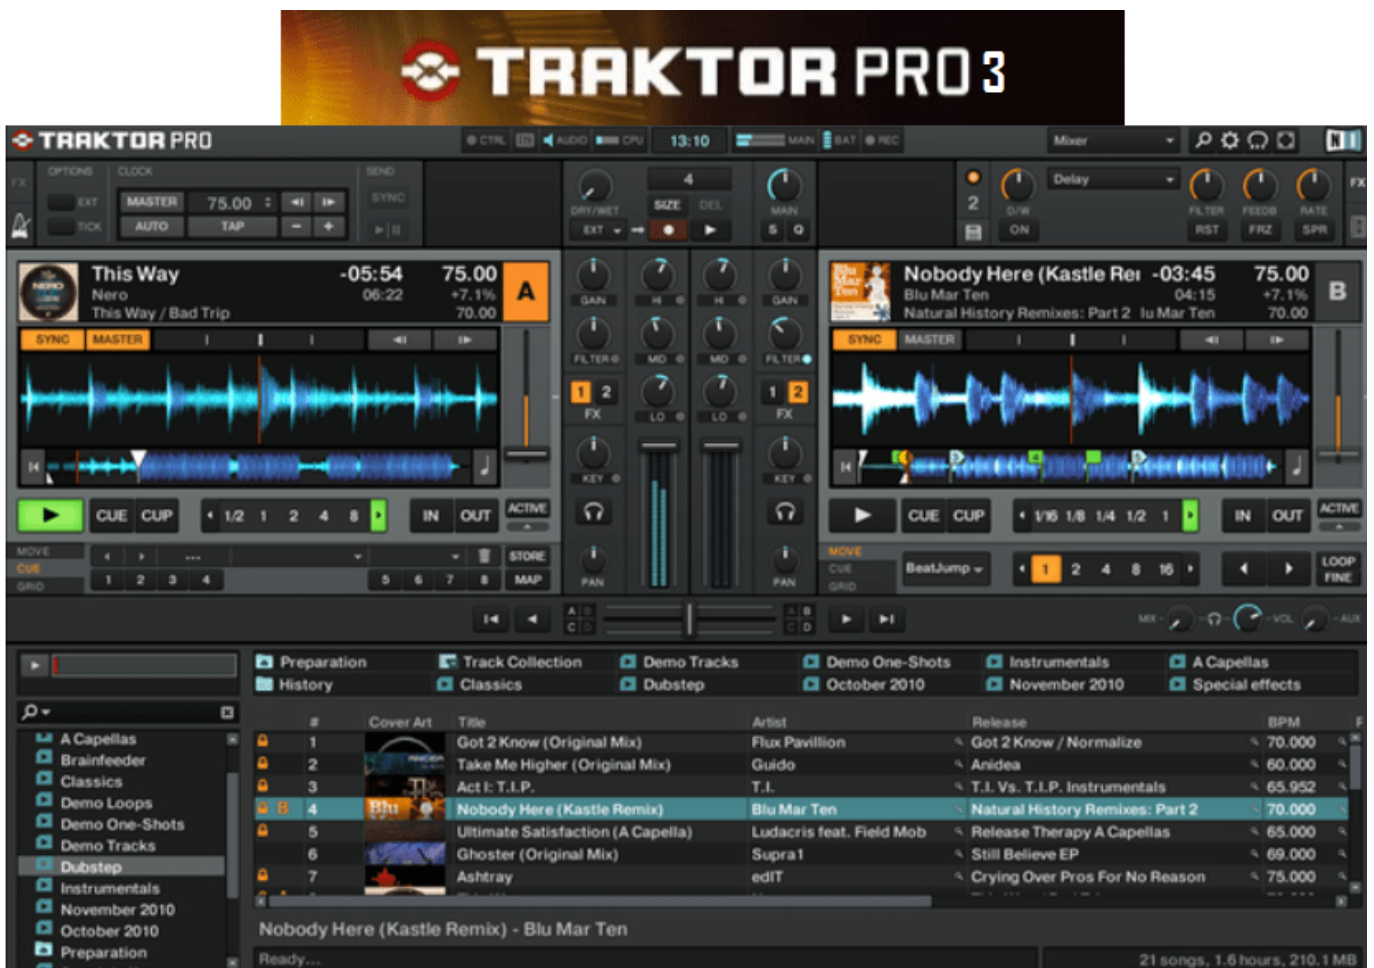 TRAKTOR PRO 3
TRAKTOR PRO
CTRL AUDIO CPU 13:10 MAIN BAT REC Mixer
FX OPTIONS CLOCK SEND
EXT MASTER 75.00 SYNC
TICK AUTO TAP - +
4
DRY/WET SIZE DEL MAIN
EXT S Q
2 Delay FX
D/W FILTER FEEDB RATE
ON RST FRZ SPR
This Way -05:54 75.00 A
Nero 06:22 +7.1%
This Way / Bad Trip 70.00
SYNC MASTER
CUE CUP 1/2 1 2 4 8 IN OUT ACTIVE
MOVE ... STORE
CUE 1 2 3 4 5 6 7 8 MAP
GRID
GAIN HI HI GAIN
FILTER MID MID FILTER
1 2 LO LO 1 2
FX FX
KEY KEY
PAN PAN
Nobody Here (Kastle Rei -03:45 75.00 B
Blu Mar Ten 04:15 +7.1%
Natural History Remixes: Part 2 lu Mar Ten 70.00
SYNC MASTER
CUE CUP 1/16 1/8 1/4 1/2 1 IN OUT ACTIVE
MOVE
CUE BeatJump 1 2 4 8 16 LOOP
GRID FINE
A B A B
C D C D
MIX VOL AUX
Preparation Track Collection Demo Tracks Demo One-Shots Instrumentals A Capellas
History Classics Dubstep October 2010 November 2010 Special effects
A Capellas
Brainfeeder
Classics
Demo Loops
Demo One-Shots
Demo Tracks
Dubstep
Instrumentals
November 2010
October 2010
Preparation
# Cover Art Title Artist Release BPM
1 Got 2 Know (Original Mix) Flux Pavillion Got 2 Know / Normalize 70.000
2 Take Me Higher (Original Mix) Guido Anidea 60.000
3 Act I: T.I.P. T.I. T.I. Vs. T.I.P. Instrumentals 65.952
4 Blu Nobody Here (Kastle Remix) Blu Mar Ten Natural History Remixes: Part 2 70.000
5 Ultimate Satisfaction (A Capella) Ludacris feat. Field Mob Release Therapy A Capellas 65.000
6 Ghoster (Original Mix) Supra1 Still Believe EP 69.000
7 Ashtray edIT Crying Over Pros For No Reason 75.000
Nobody Here (Kastle Remix) - Blu Mar Ten
Ready... 21 songs, 1.6 hours, 210.1 MB